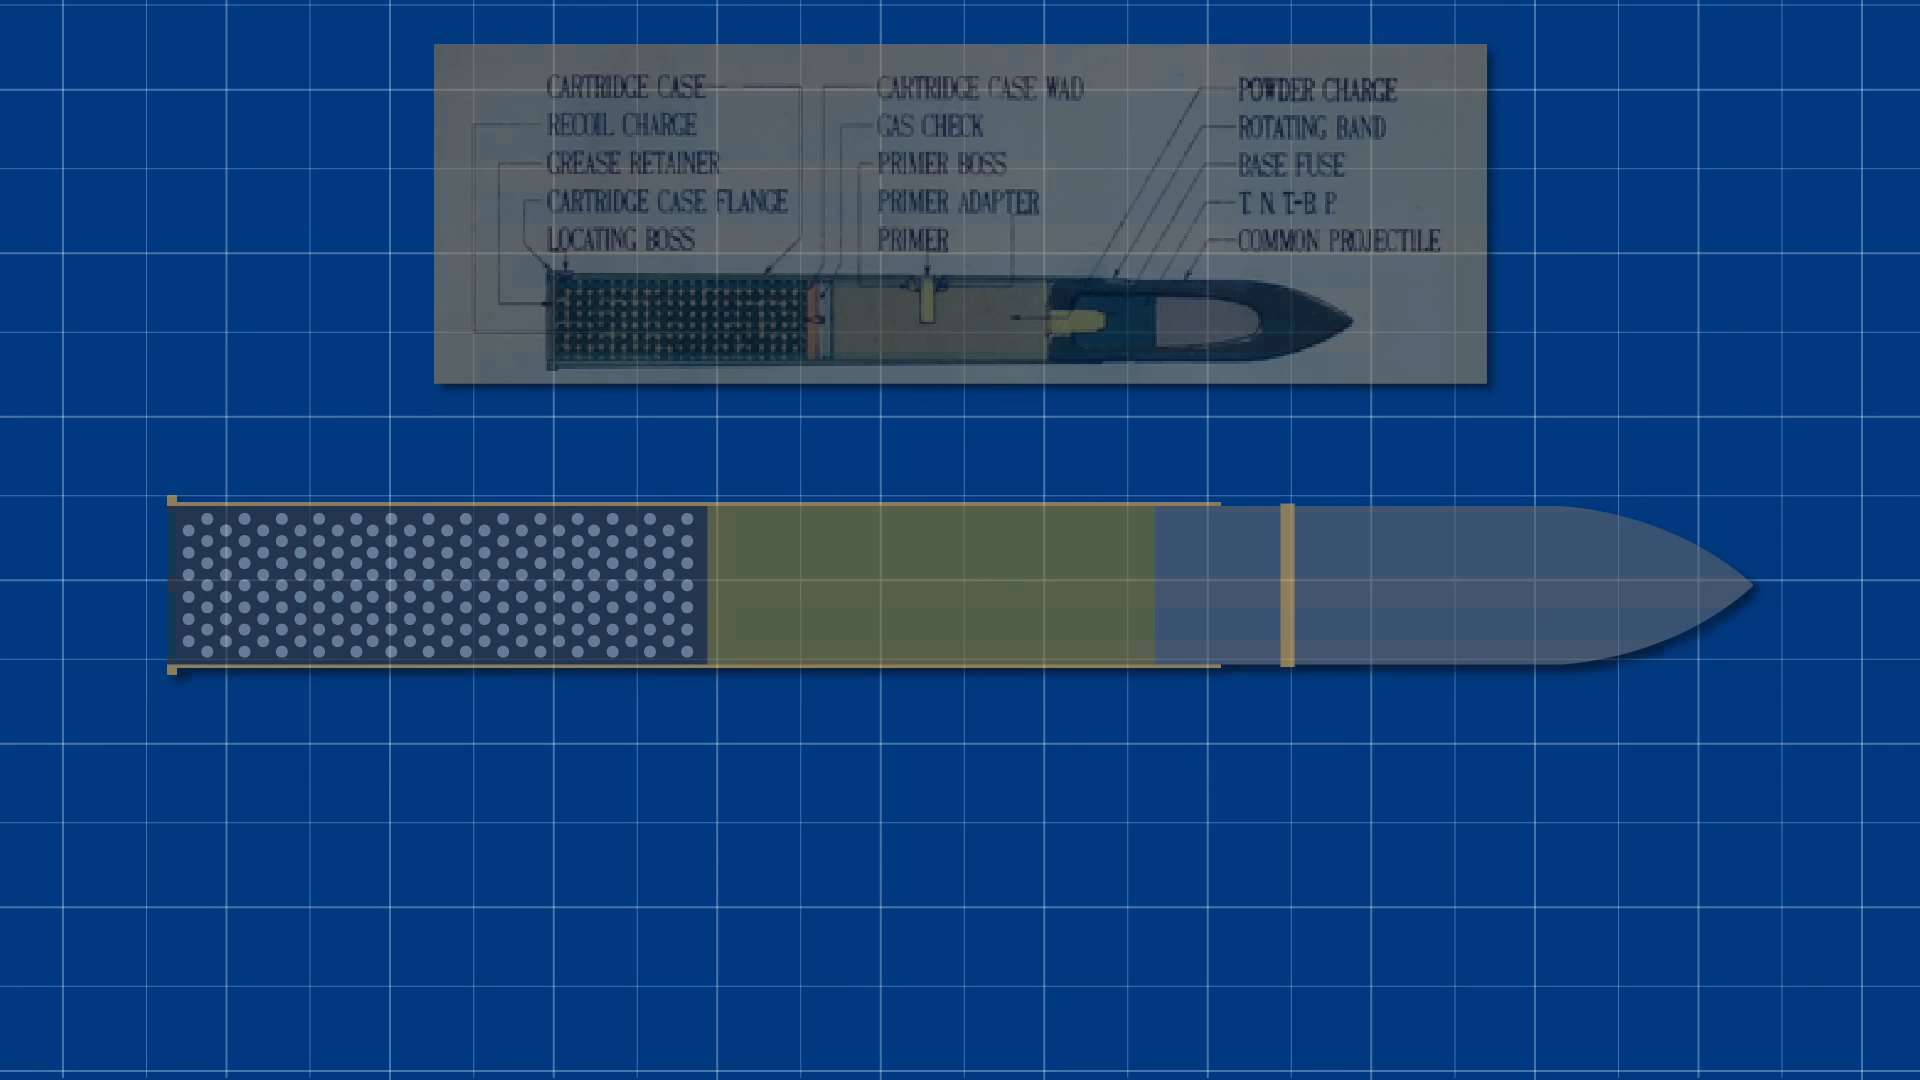 CARTRIDGE CASE
RECOIL CHARGE
GREASE RETAINER
CARTRIDGE CASE FLANGE
LOCATING BOSS
CARTRIDGE CASE WAD
GAS CHECK
PRIMER BOSS
PRIMER ADAPTER
PRIMER
POWDER CHARGE
ROTATING BAND
BASE FUSE
T. N. T-B. P.
COMMON PROJECTILE